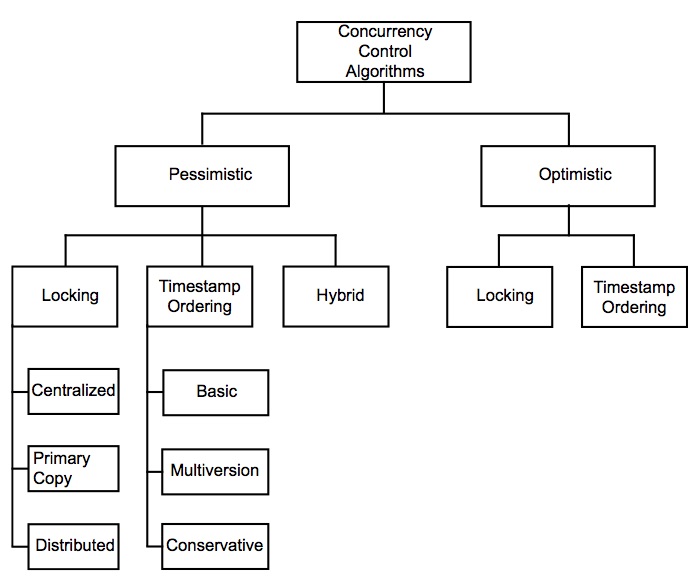 Concurrency
Control
Algorithms
Pessimistic
Optimistic
Locking
Timestamp
Ordering
Hybrid
Locking
Timestamp
Ordering
Centralized
Basic
Primary
Copy
Multiversion
Distributed
Conservative